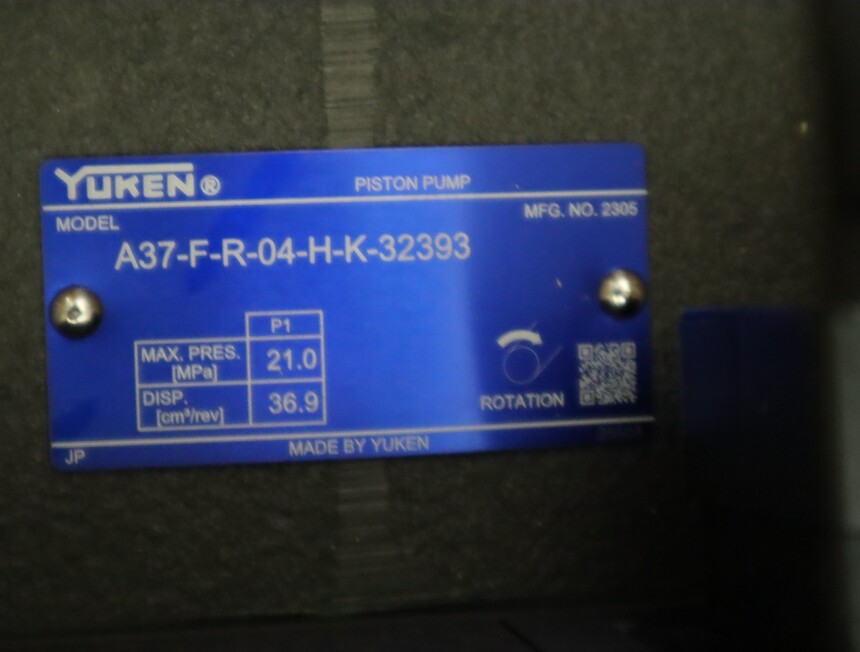 YUKEN®
PISTON PUMP
MODEL
MFG. NO. 2305
A37-F-R-04-H-K-32393
P1
MAX. PRES. [MPa] 21.0
DISP. [cm³/rev] 36.9
ROTATION
JP
MADE BY YUKEN